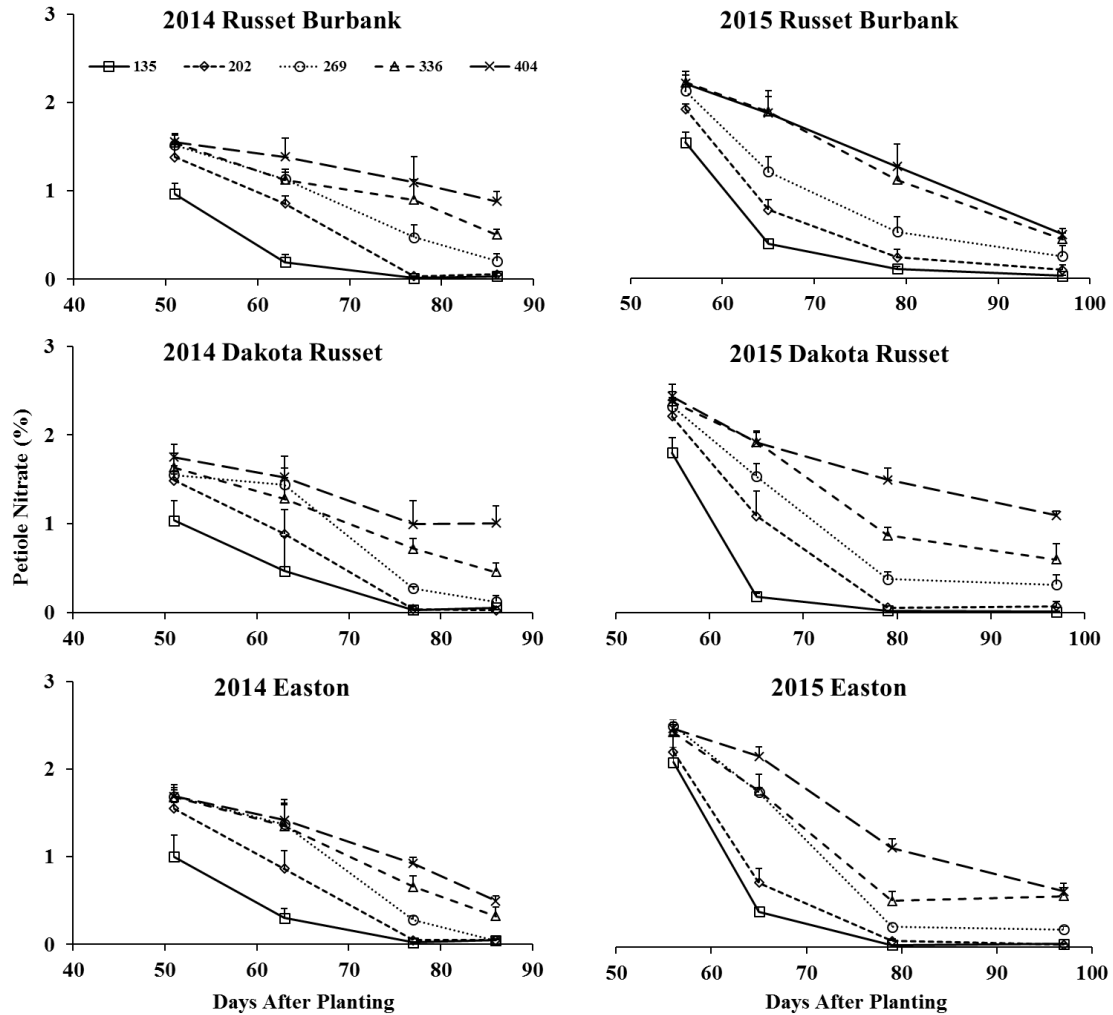 2014 Russet Burbank
2015 Russet Burbank
3
2
1
0
135 202 269 336 404
40 50 60 70 80 90
50 60 70 80 90 100
2014 Dakota Russet
2015 Dakota Russet
3
2
1
0
Petiole Nitrate (%)
40 50 60 70 80 90
50 60 70 80 90 100
2014 Easton
2015 Easton
3
2
1
0
40 50 60 70 80 90
50 60 70 80 90 100
Days After Planting
Days After Planting